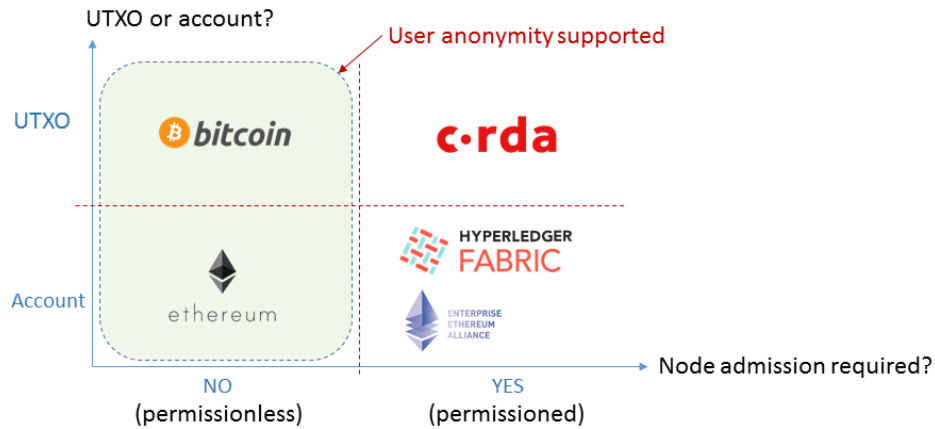 UTXO or account?
User anonymity supported
UTXO
bitcoin
c·rda
HYPERLEDGER
FABRIC
Account
ethereum
ENTERPRISE
ETHEREUM
ALLIANCE
Node admission required?
NO
YES
(permissionless)
(permissioned)